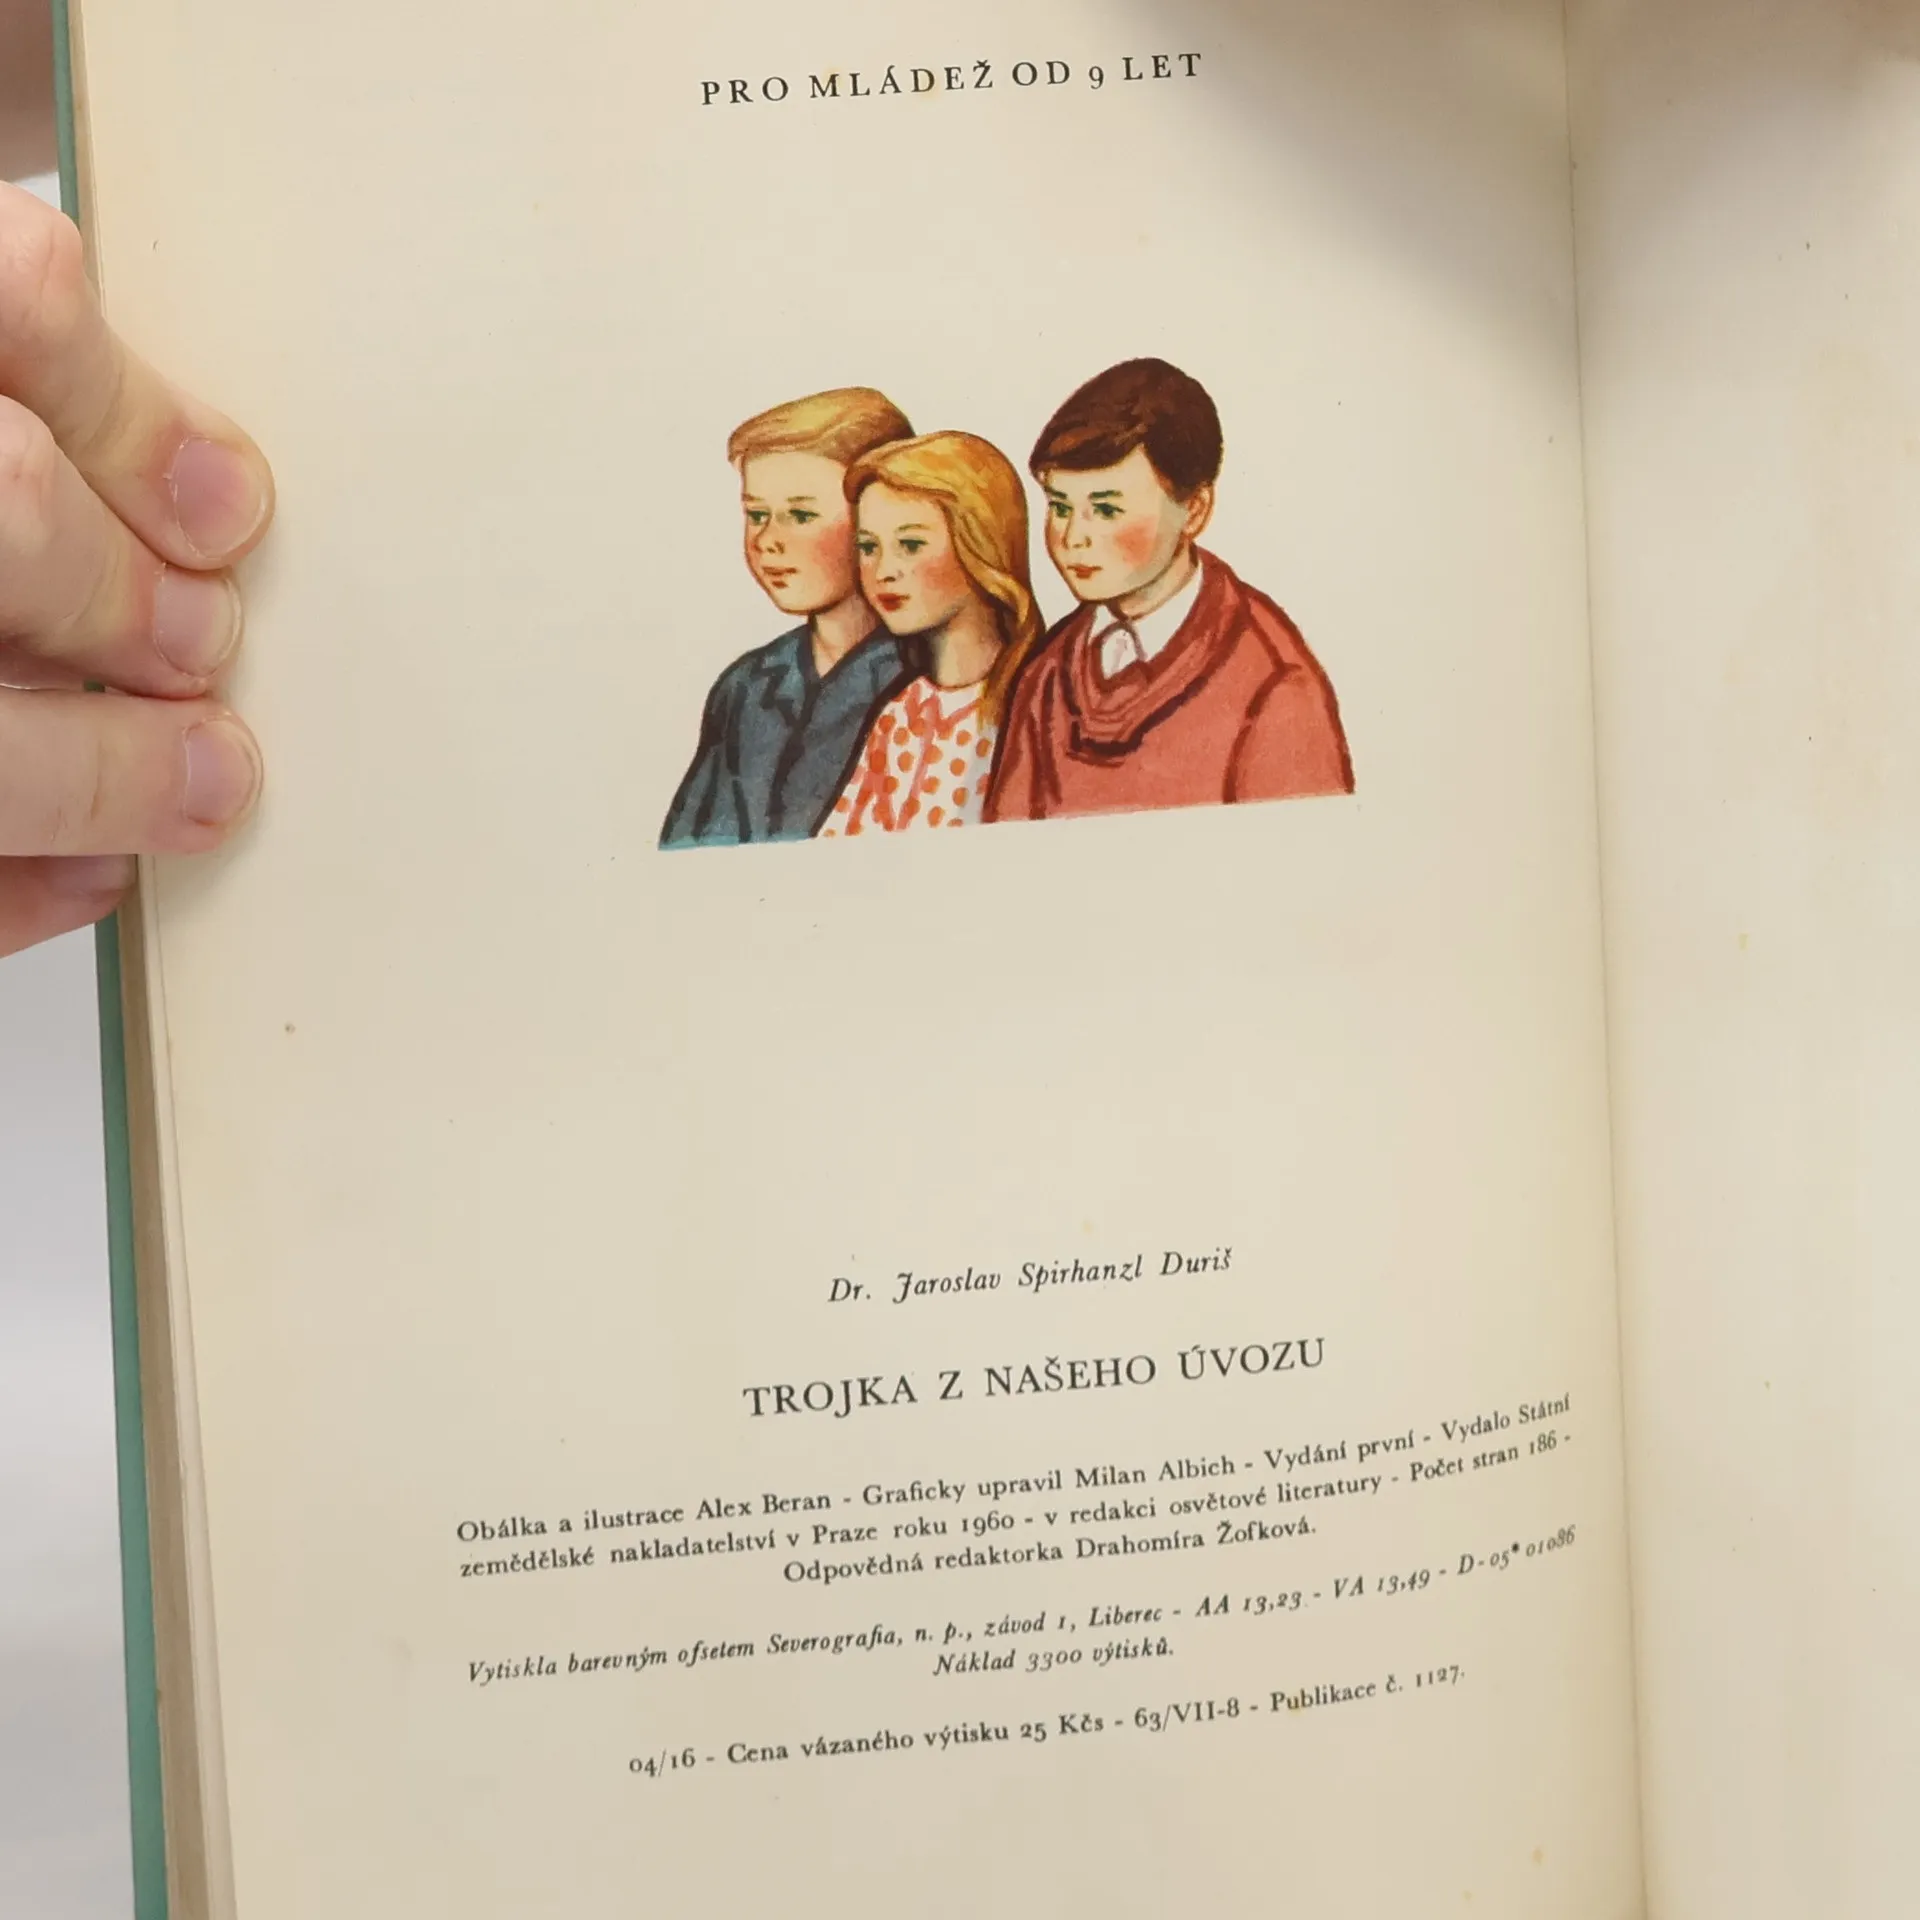 PRO MLÁDEŽ OD 9 LET
Dr. Jaroslav Spirhanzl Duriš
TROJKA Z NAŠEHO ÚVOZU
Obálka a ilustrace Alex Beran - Graficky upravil Milan Albich - Vydání první - Vydalo Státní
zemědělské nakladatelství v Praze roku 1960 - v redakci osvětové literatury - Počet stran 186 -
Odpovědná redaktorka Drahomíra Žofková.
Vytiskla barevným ofsetem Severografia, n. p., závod 1, Liberec - AA 13,23 - VA 13,49 - D-05*01086
Náklad 3300 výtisků.
04/16 - Cena vázaného výtisku 25 Kčs - 63/VII-8 - Publikace č. 1127.